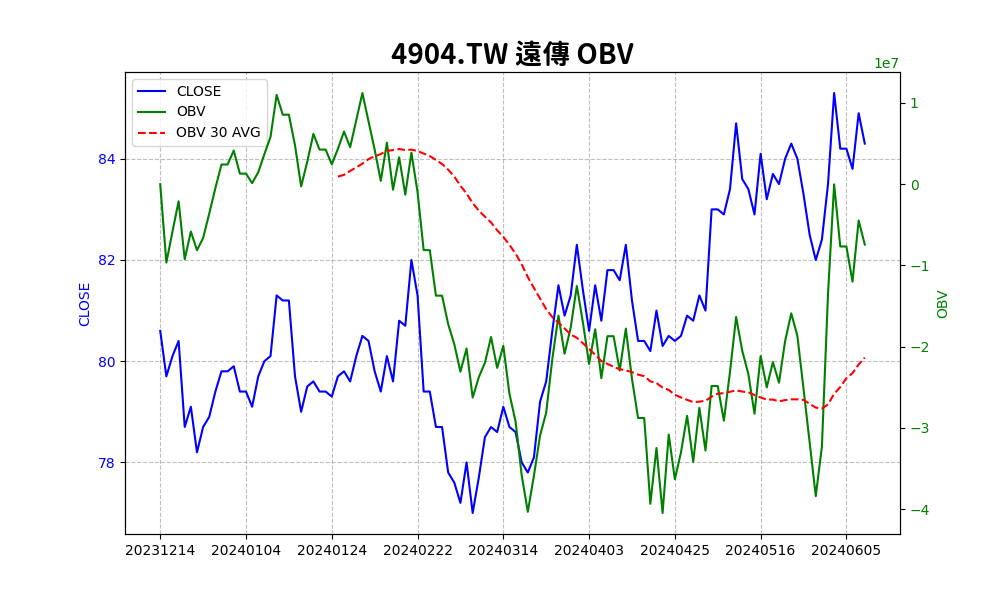 4904.TW 遠傳 OBV
1e7
CLOSE
OBV
OBV 30 AVG
84
82
80
78
CLOSE
1
0
−1
−2
−3
−4
OBV
20231214 20240104 20240124 20240222 20240314 20240403 20240425 20240516 20240605